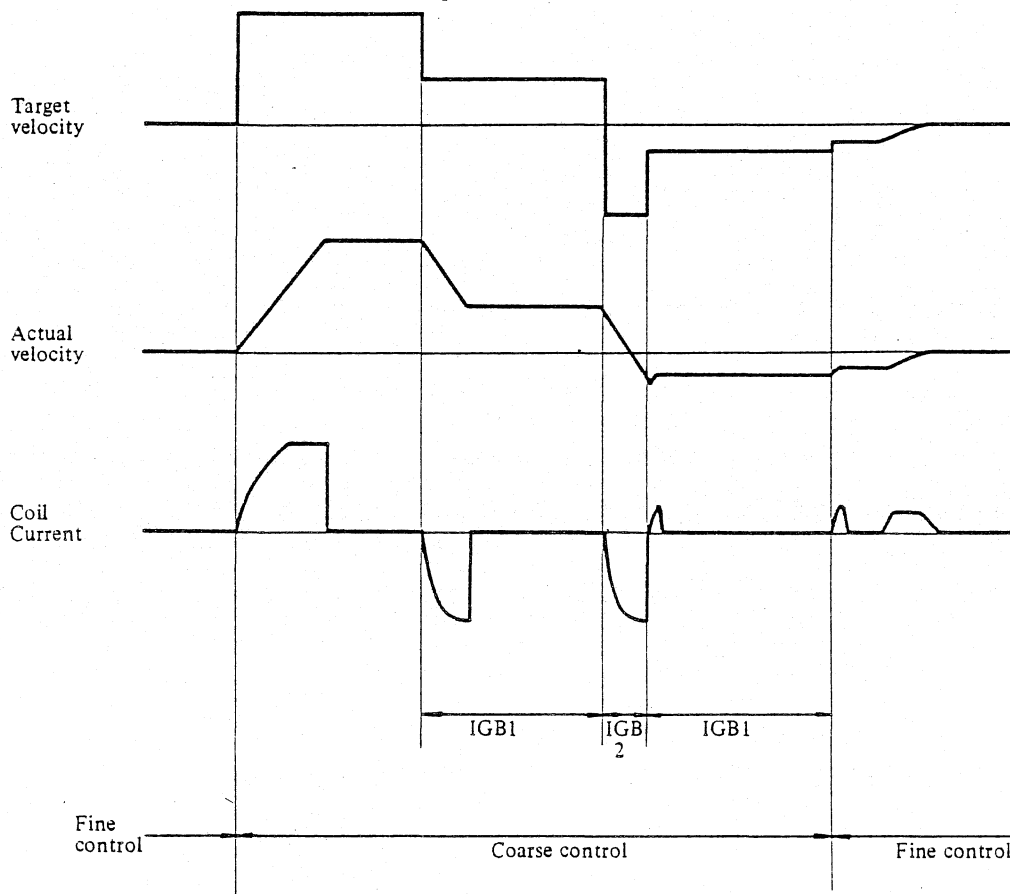 Target
velocity
Actual
velocity
Coil
Current
IGB1
IGB
2
IGB1
Fine
control
Coarse control
Fine control